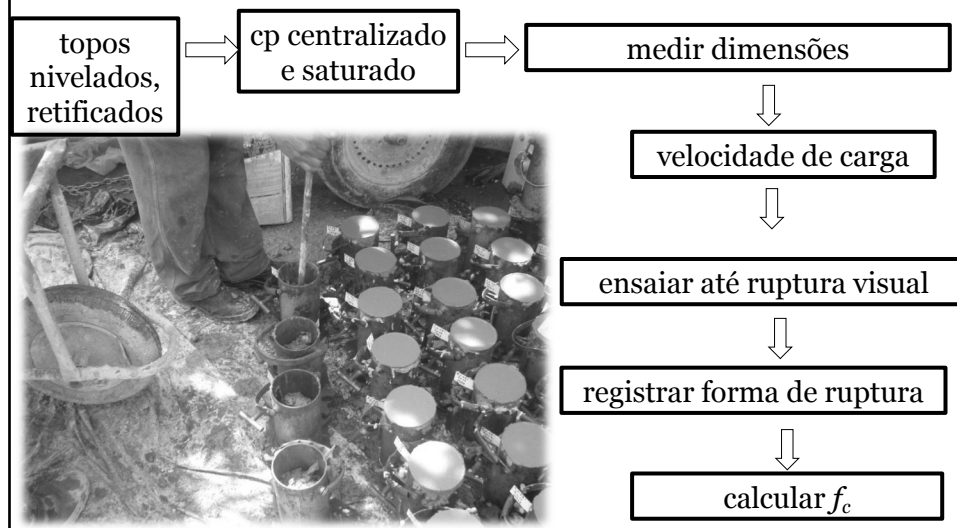 topos
nivelados,
retificados
cp centralizado
e saturado
medir dimensões
velocidade de carga
ensaiar até ruptura visual
registrar forma de ruptura
calcular fc